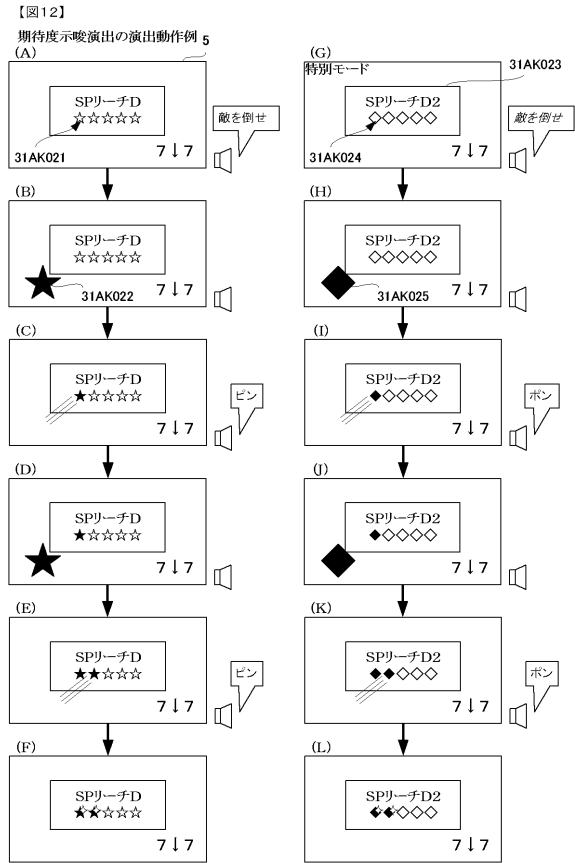 【図12】
期待度示唆演出の演出動作例 5
(A)
SPリーチD
☆☆☆☆☆
7↓7
31AK021
敵を倒せ
(B)
SPリーチD
☆☆☆☆☆
7↓7
31AK022
(C)
SPリーチD
★☆☆☆☆
7↓7
ピン
(D)
SPリーチD
★☆☆☆☆
7↓7
(E)
SPリーチD
★★☆☆☆
7↓7
ピン
(F)
SPリーチD
★★☆☆☆
7↓7
(G)
特別モード
31AK023
SPリーチD2
◇◇◇◇◇
7↓7
31AK024
敵を倒せ
(H)
SPリーチD2
◇◇◇◇◇
7↓7
31AK025
(I)
SPリーチD2
◆◇◇◇◇
7↓7
ポン
(J)
SPリーチD2
◆◇◇◇◇
7↓7
(K)
SPリーチD2
◆◆◇◇◇
7↓7
ポン
(L)
SPリーチD2
◆◆◇◇◇
7↓7